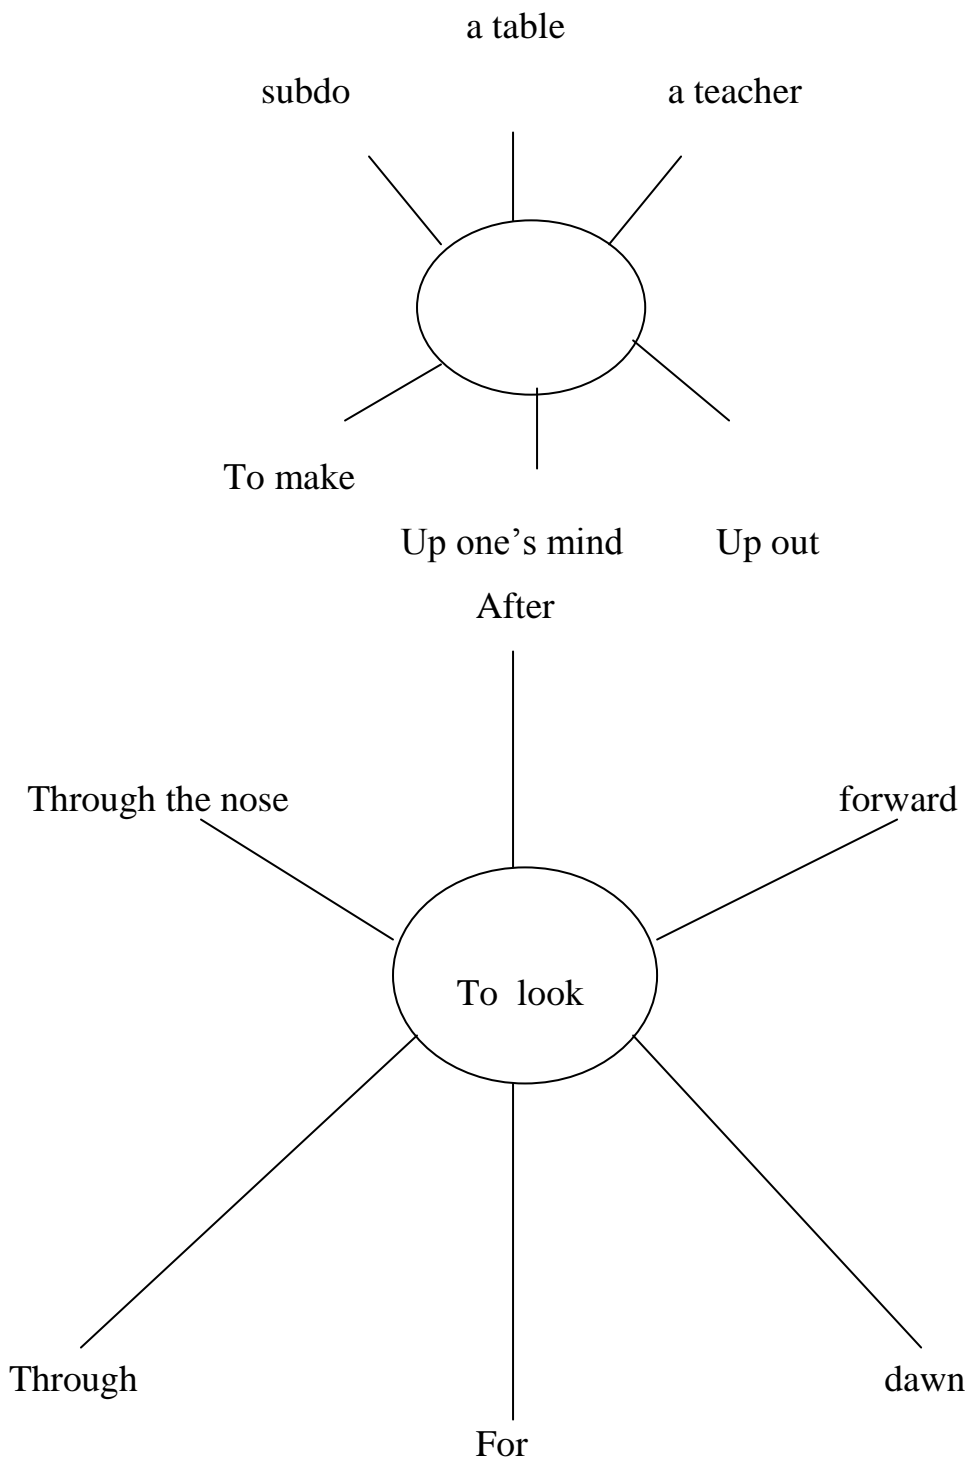 a table
subdo a teacher
To make
Up one’s mind Up out
After
Through the nose forward
To look
Through dawn
For